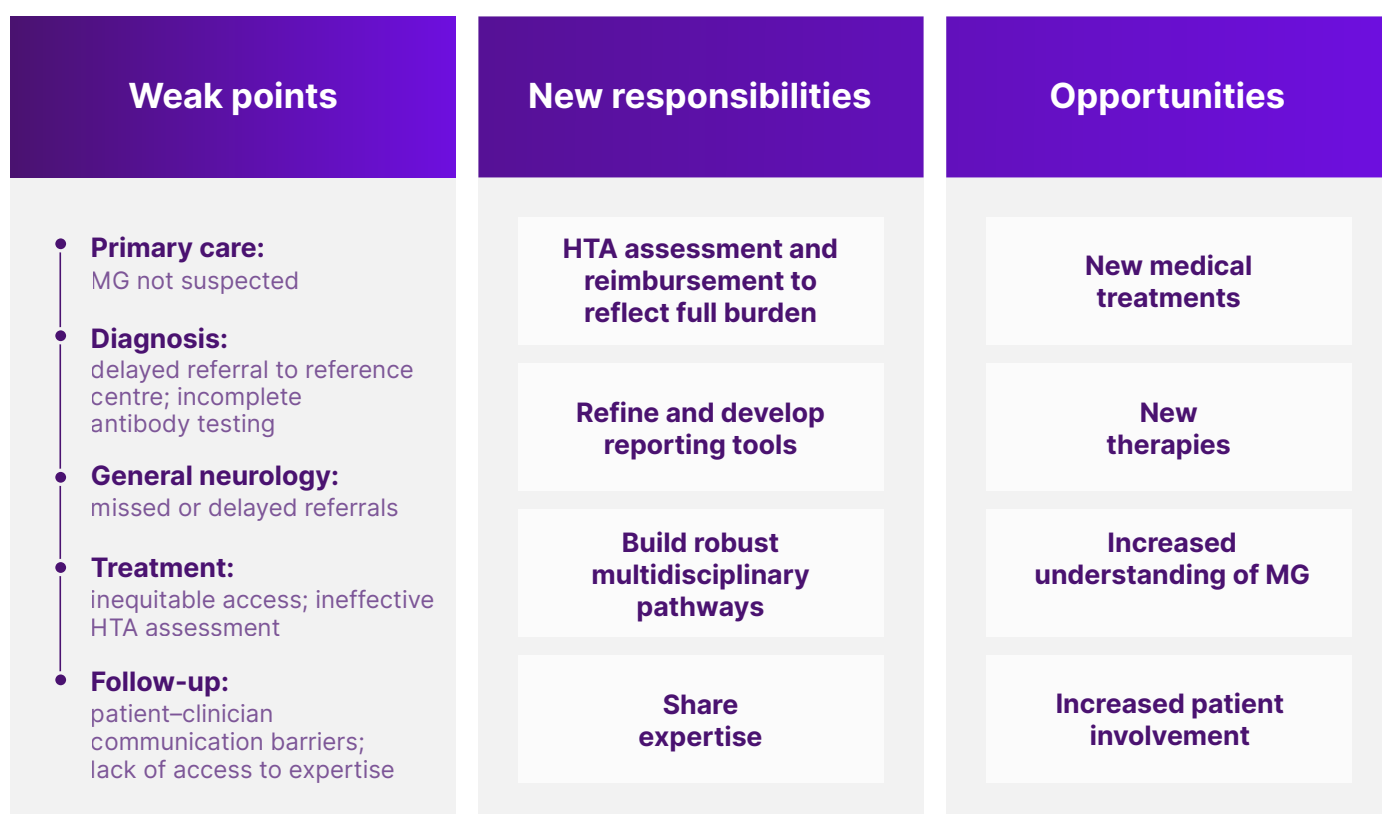 Weak points
Primary care:
MG not suspected
Diagnosis:
delayed referral to reference
centre; incomplete
antibody testing
General neurology:
missed or delayed referrals
Treatment:
inequitable access; ineffective
HTA assessment
Follow-up:
patient–clinician
communication barriers;
lack of access to expertise
New responsibilities
HTA assessment and
reimbursement to
reflect full burden
Refine and develop
reporting tools
Build robust
multidisciplinary
pathways
Share
expertise
Opportunities
New medical
treatments
New
therapies
Increased
understanding of MG
Increased patient
involvement